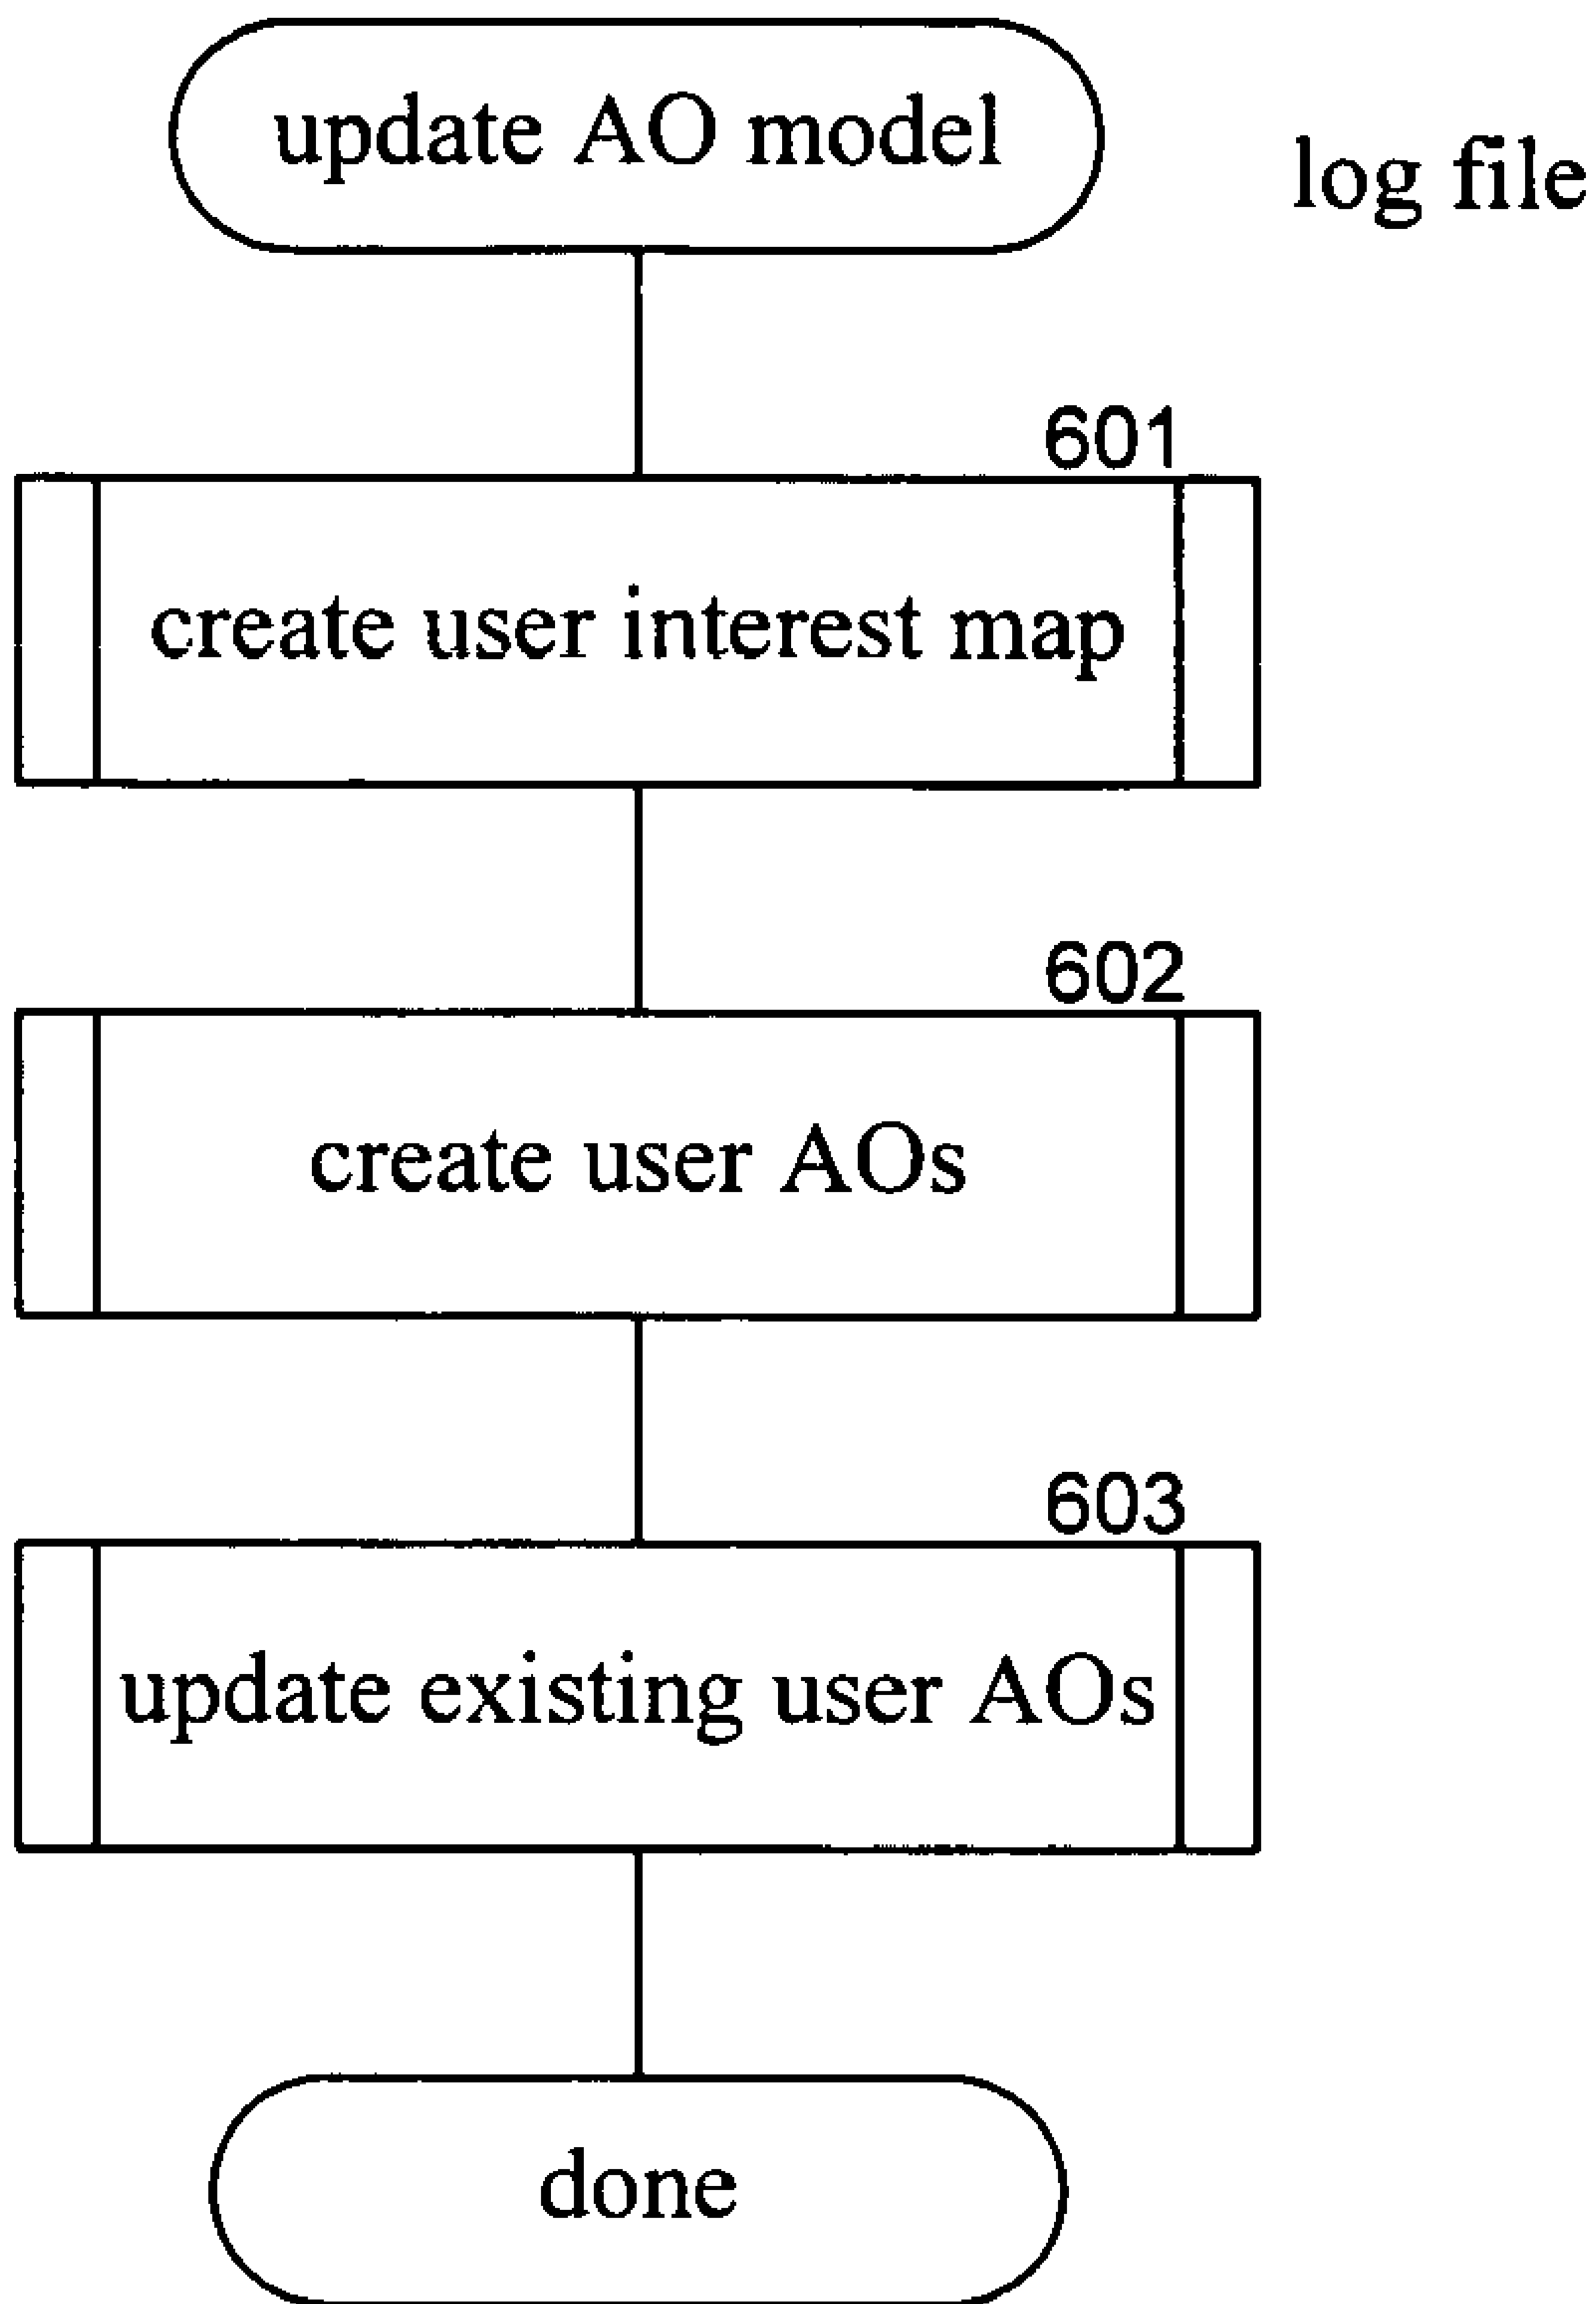 update AO model
log file
601
create user interest map
602
create user AOs
603
update existing user AOs
done